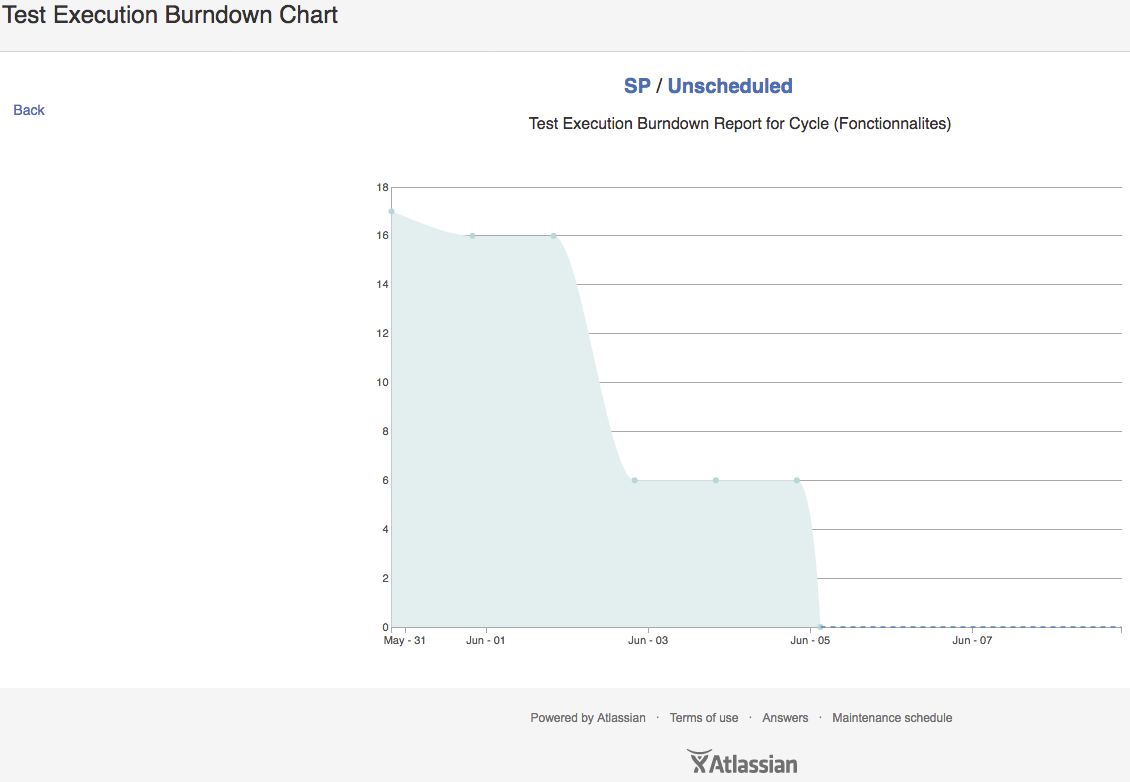 Test Execution Burndown Chart
SP / Unscheduled
Back
Test Execution Burndown Report for Cycle (Fonctionnalites)
18
16
14
12
10
8
6
4
2
0
May - 31 Jun - 01 Jun - 03 Jun - 05 Jun - 07
Powered by Atlassian · Terms of use · Answers · Maintenance schedule
Atlassian